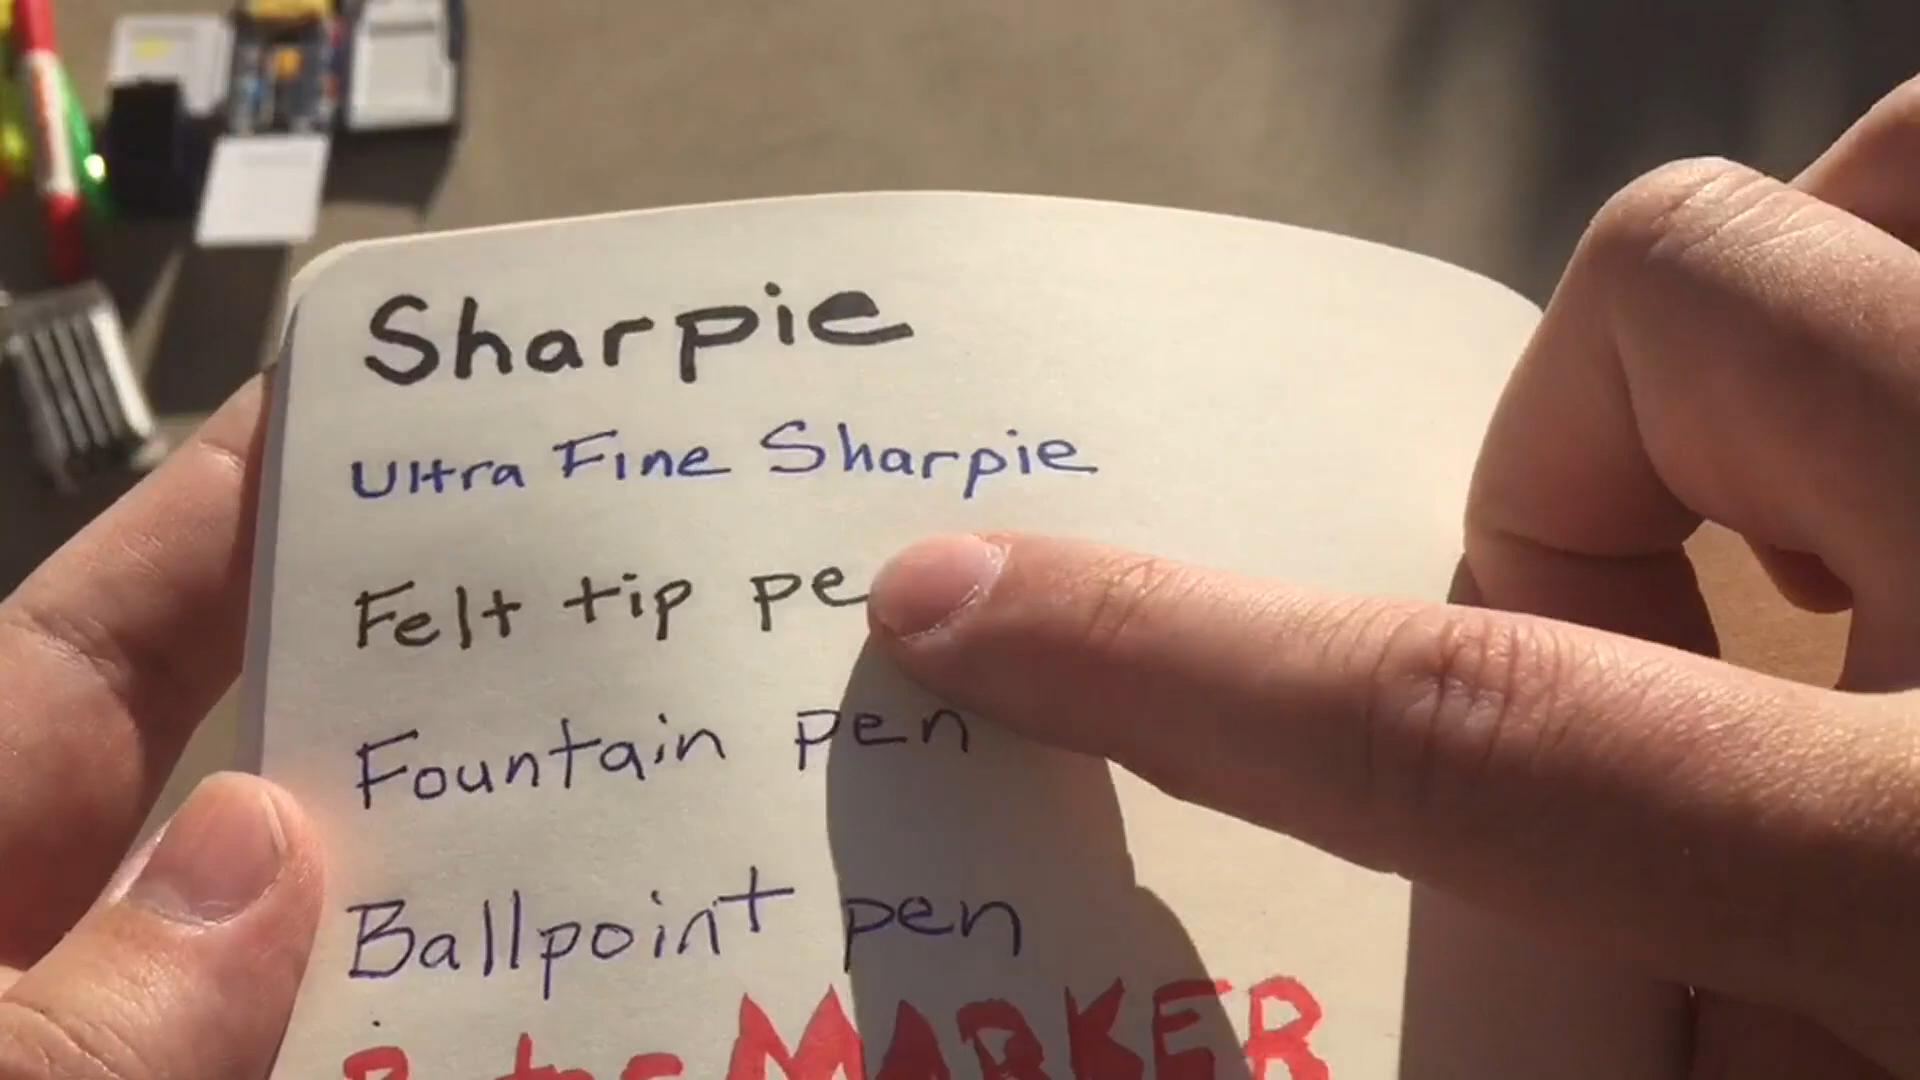 Sharpie
Ultra Fine Sharpie
Felt tip pe
Fountain pen
Ballpoint pen
MARKER